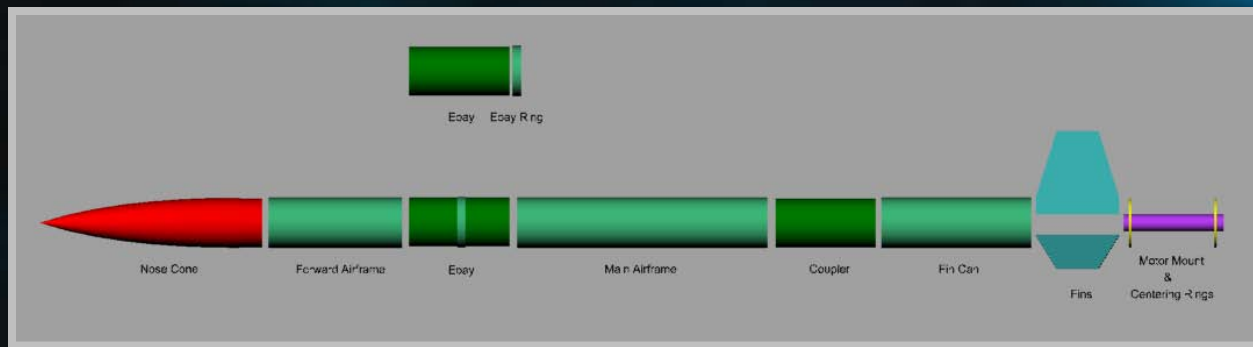 Ebay Ebay Ring
Nose Cone Forward Airframe Ebay Main Airframe Coupler Fin Can Fins Motor Mount
&
Centering Rings